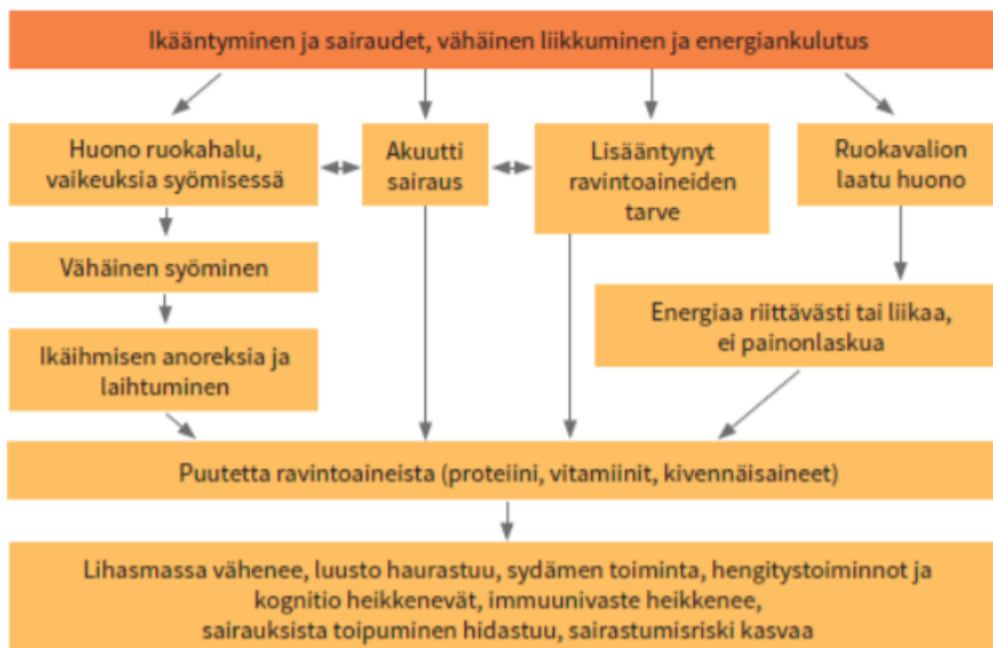 Ikääntyminen ja sairaudet, vähäinen liikkuminen ja energiankulutus
Huono ruokahalu,
vaikeuksia syömisessä
Akuutti
sairaus
Lisääntynyt
ravintoaineiden
tarve
Ruokavalion
laatu huono
Vähäinen syöminen
Energiaa riittävästi tai liikaa,
ei painonlaskua
Ikäihmisen anoreksia ja
laihtuminen
Puutetta ravintoaineista (proteiini, vitamiinit, kivennäisaineet)
Lihasmassa vähenee, luusto haurastuu, sydämen toiminta, hengitystoiminnot ja
kognitio heikkenevät, immuunivaste heikkenee,
sairauksista toipuminen hidastuu, sairastumisriski kasvaa